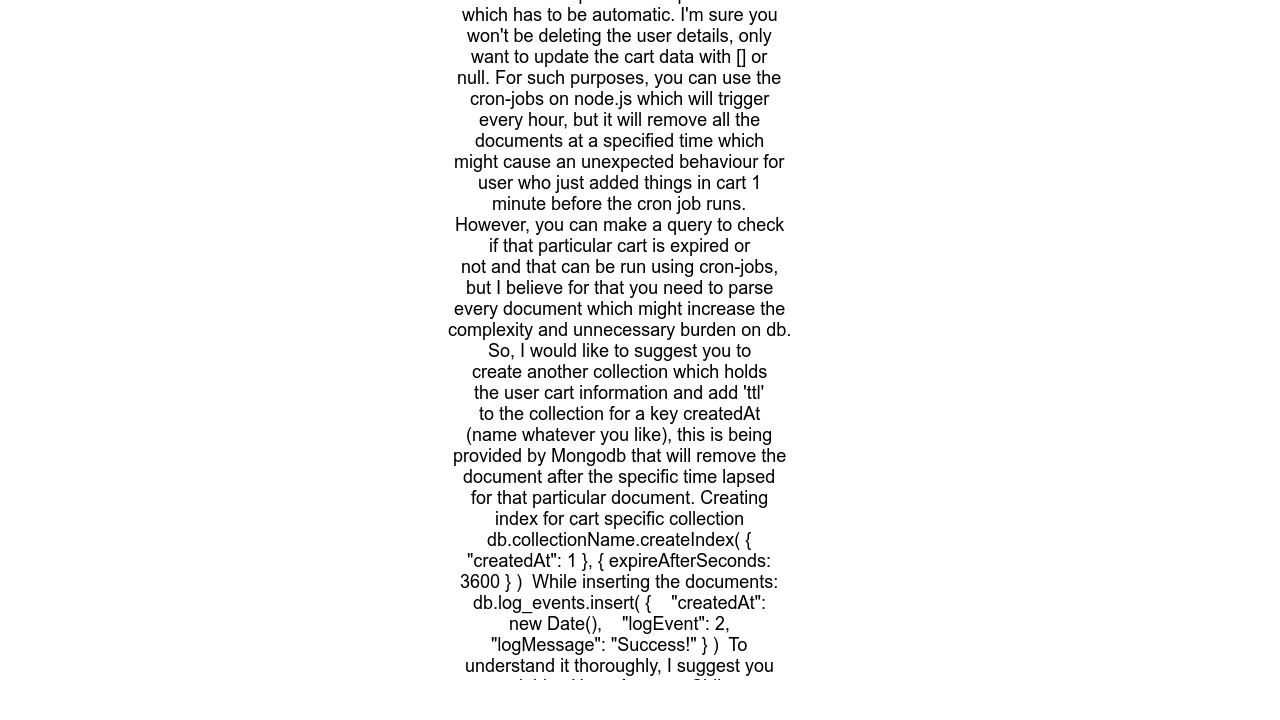 which has to be automatic. I'm sure you
won't be deleting the user details, only
want to update the cart data with [] or
null. For such purposes, you can use the
cron-jobs on node.js which will trigger
every hour, but it will remove all the
documents at a specified time which
might cause an unexpected behaviour for
user who just added things in cart 1
minute before the cron job runs.
However, you can make a query to check
if that particular cart is expired or
not and that can be run using cron-jobs,
but I believe for that you need to parse
every document which might increase the
complexity and unnecessary burden on db.
So, I would like to suggest you to
create another collection which holds
the user cart information and add 'ttl'
to the collection for a key createdAt
(name whatever you like), this is being
provided by Mongodb that will remove the
document after the specific time lapsed
for that particular document. Creating
index for cart specific collection
db.collectionName.createIndex( {
"createdAt": 1 }, { expireAfterSeconds:
3600 } )  While inserting the documents:
db.log_events.insert( {    "createdAt":
new Date(),    "logEvent": 2,
"logMessage": "Success!" } )  To
understand it thoroughly, I suggest you